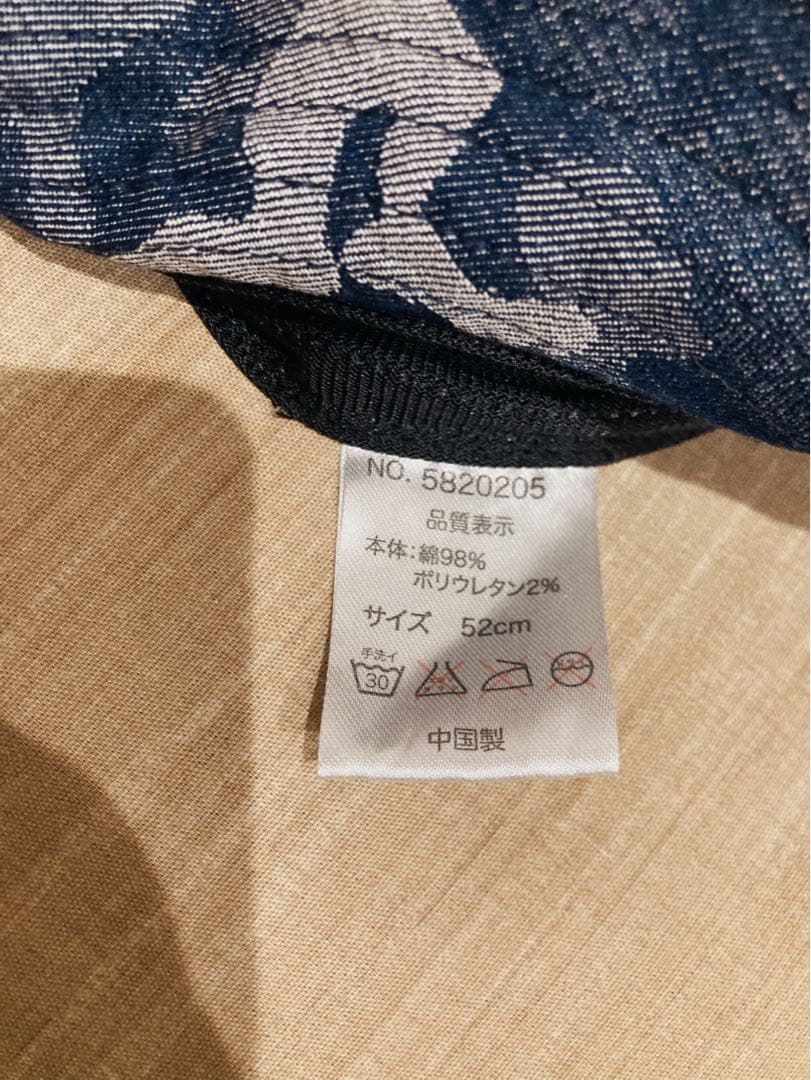 NO. 5820205
品質表示
本体：綿98%
ポリウレタン2%
サイズ 52cm
手洗イ
30
中国製